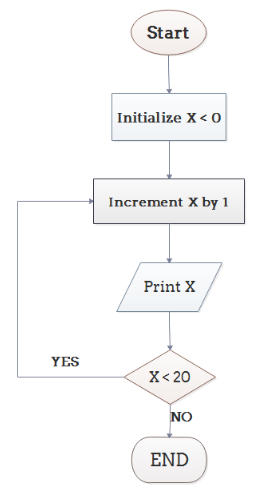 Start
Initialize X < 0
Increment X by 1
Print X
X < 20
YES
NO
END